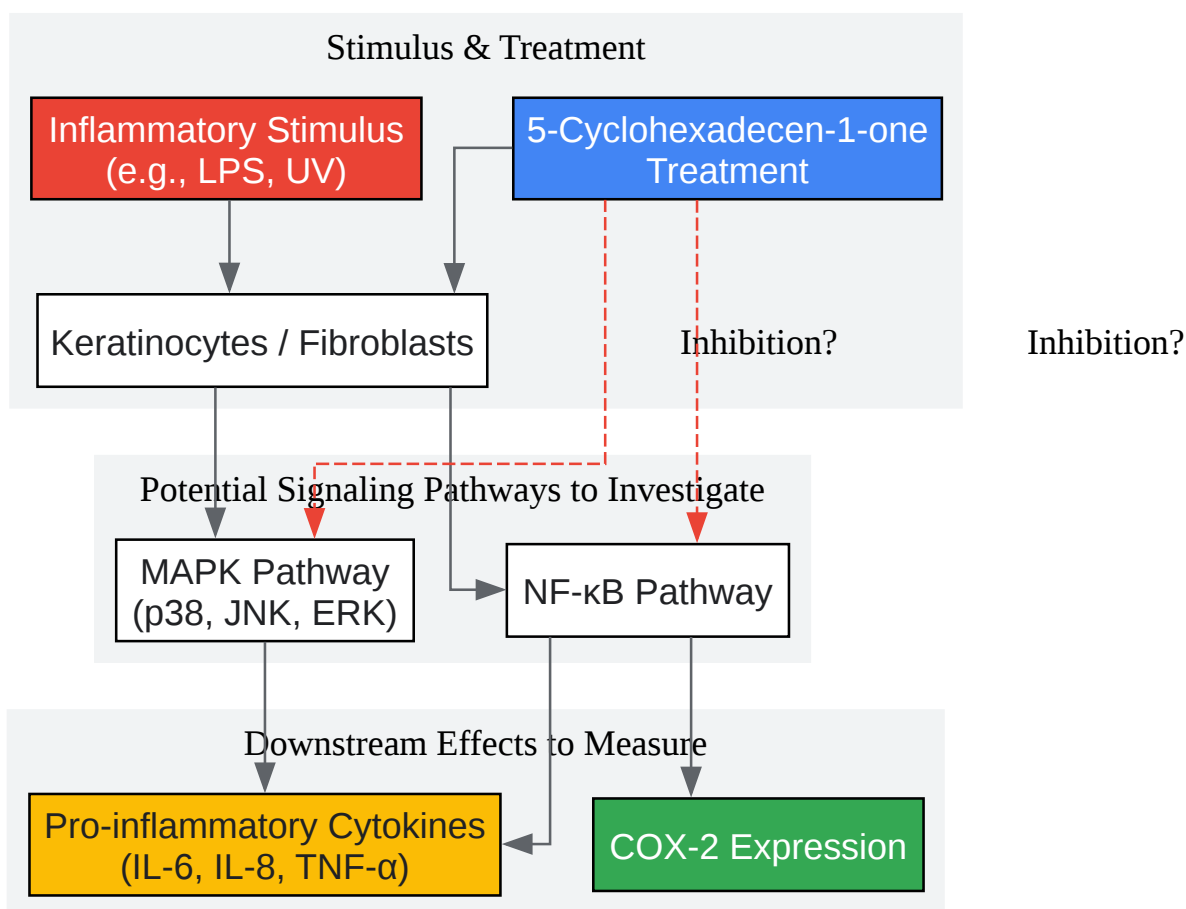 Stimulus & Treatment
Inflammatory Stimulus
(e.g., LPS, UV)
5-Cyclohexadecen-1-one
Treatment
Keratinocytes / Fibroblasts
Inhibition?
Inhibition?
Potential Signaling Pathways to Investigate
MAPK Pathway
(p38, JNK, ERK)
NF-κB Pathway
Downstream Effects to Measure
Pro-inflammatory Cytokines
(IL-6, IL-8, TNF-α)
COX-2 Expression